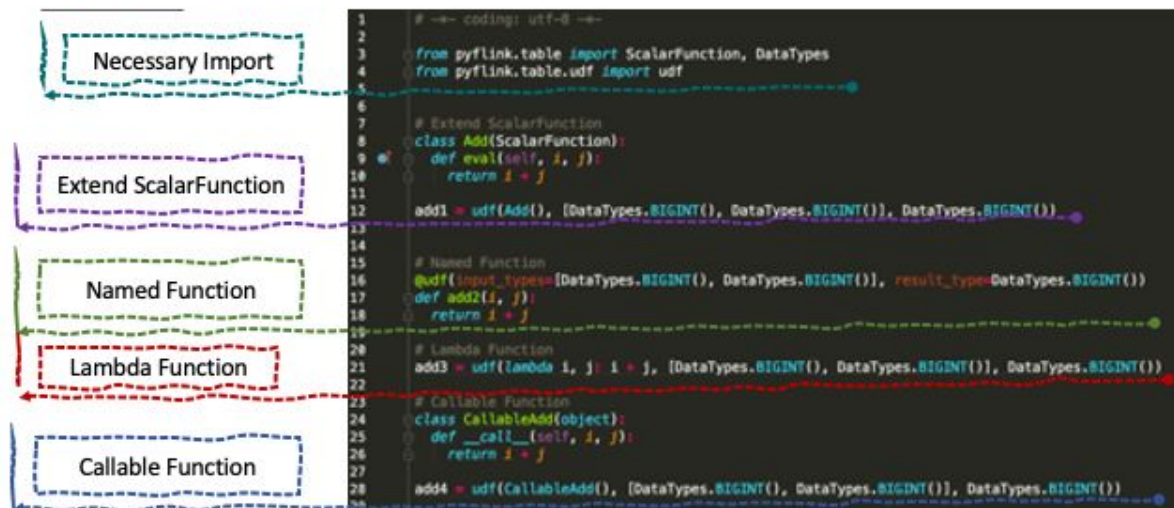 Necessary Import
Extend ScalarFunction
Named Function
Lambda Function
Callable Function
1 # -*- coding: utf-8 -*-
2
3 from pyflink.table import ScalarFunction, DataTypes
4 from pyflink.table.udf import udf
5
6
7 # Extend ScalarFunction
8 class Add(ScalarFunction):
9 def eval(self, i, j):
10 return i + j
11
12 add1 = udf(Add(), [DataTypes.BIGINT(), DataTypes.BIGINT()], DataTypes.BIGINT())
13
14
15 # Named Function
16 @udf(input_types=[DataTypes.BIGINT(), DataTypes.BIGINT()], result_type=DataTypes.BIGINT())
17 def add2(i, j):
18 return i + j
19
20 # Lambda Function
21 add3 = udf(lambda i, j: i + j, [DataTypes.BIGINT(), DataTypes.BIGINT()], DataTypes.BIGINT())
22
23 # Callable Function
24 class CallableAdd(object):
25 def __call__(self, i, j):
26 return i + j
27
28 add4 = udf(CallableAdd(), [DataTypes.BIGINT(), DataTypes.BIGINT()], DataTypes.BIGINT())
29